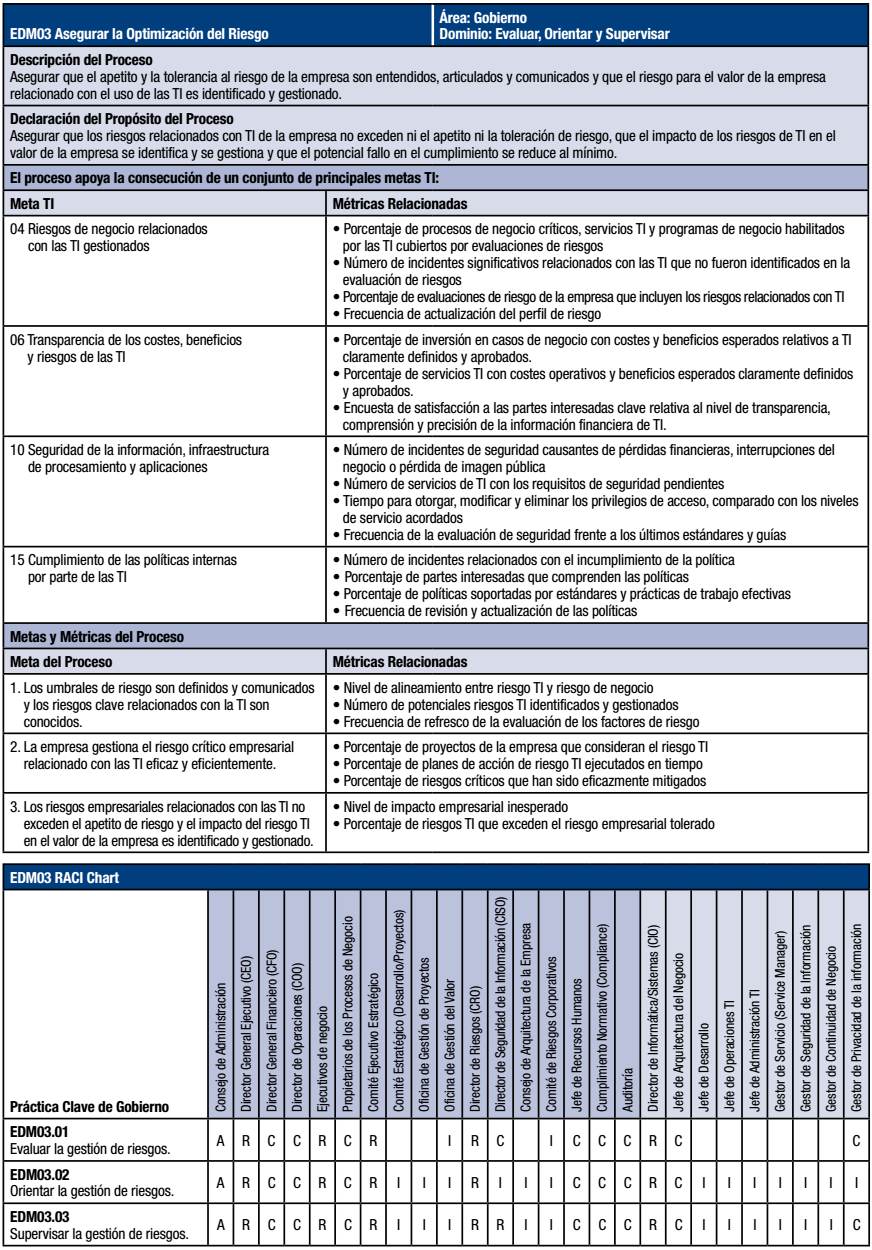 EDM03 Asegurar la Optimización del Riesgo
Área: Gobierno
Dominio: Evaluar, Orientar y Supervisar
Descripción del Proceso
Asegurar que el apetito y la tolerancia al riesgo de la empresa son entendidos, articulados y comunicados y que el riesgo para el valor de la empresa
relacionado con el uso de las TI es identificado y gestionado.
Declaración del Propósito del Proceso
Asegurar que los riesgos relacionados con TI de la empresa no exceden ni el apetito ni la toleración de riesgo, que el impacto de los riesgos de TI en el
valor de la empresa se identifica y se gestiona y que el potencial fallo en el cumplimiento se reduce al mínimo.
El proceso apoya la consecución de un conjunto de principales metas TI:
Meta TI
Métricas Relacionadas
04 Riesgos de negocio relacionados
con las TI gestionados
• Porcentaje de procesos de negocio críticos, servicios TI y programas de negocio habilitados
por las TI cubiertos por evaluaciones de riesgos
• Número de incidentes significativos relacionados con las TI que no fueron identificados en la
evaluación de riesgos
• Porcentaje de evaluaciones de riesgo de la empresa que incluyen los riesgos relacionados con TI
• Frecuencia de actualización del perfil de riesgo
06 Transparencia de los costes, beneficios
y riesgos de las TI
• Porcentaje de inversión en casos de negocio con costes y beneficios esperados relativos a TI
claramente definidos y aprobados.
• Porcentaje de servicios TI con costes operativos y beneficios esperados claramente definidos
y aprobados.
• Encuesta de satisfacción a las partes interesadas clave relativa al nivel de transparencia,
comprensión y precisión de la información financiera de TI.
10 Seguridad de la información, infraestructura
de procesamiento y aplicaciones
• Número de incidentes de seguridad causantes de pérdidas financieras, interrupciones del
negocio o pérdida de imagen pública
• Número de servicios de TI con los requisitos de seguridad pendientes
• Tiempo para otorgar, modificar y eliminar los privilegios de acceso, comparado con los niveles
de servicio acordados
• Frecuencia de la evaluación de seguridad frente a los últimos estándares y guías
15 Cumplimiento de las políticas internas
por parte de las TI
• Número de incidentes relacionados con el incumplimiento de la política
• Porcentaje de partes interesadas que comprenden las políticas
• Porcentaje de políticas soportadas por estándares y prácticas de trabajo efectivas
• Frecuencia de revisión y actualización de las políticas
Metas y Métricas del Proceso
Meta del Proceso
Métricas Relacionadas
1. Los umbrales de riesgo son definidos y comunicados
y los riesgos clave relacionados con la TI son
conocidos.
• Nivel de alineamiento entre riesgo TI y riesgo de negocio
• Número de potenciales riesgos TI identificados y gestionados
• Frecuencia de refresco de la evaluación de los factores de riesgo
2. La empresa gestiona el riesgo crítico empresarial
relacionado con las TI eficaz y eficientemente.
• Porcentaje de proyectos de la empresa que consideran el riesgo TI
• Porcentaje de planes de acción de riesgo TI ejecutados en tiempo
• Porcentaje de riesgos críticos que han sido eficazmente mitigados
3. Los riesgos empresariales relacionados con las TI no
exceden el apetito de riesgo y el impacto del riesgo TI
en el valor de la empresa es identificado y gestionado.
• Nivel de impacto empresarial inesperado
• Porcentaje de riesgos TI que exceden el riesgo empresarial tolerado
EDM03 RACI Chart
Práctica Clave de Gobierno
Consejo de Administración
Director General Ejecutivo (CEO)
Director General Financiero (CFO)
Director de Operaciones (COO)
Ejecutivos de negocio
Propietarios de los Procesos de Negocio
Comité Ejecutivo Estratégico
Comité Estratégico (Desarrollo/Proyectos)
Oficina de Gestión de Proyectos
Oficina de Gestión del Valor
Director de Riesgos (CRO)
Director de Seguridad de la Información (CISO)
Consejo de Arquitectura de la Empresa
Comité de Riesgos Corporativos
Jefe de Recursos Humanos
Cumplimiento Normativo (Compliance)
Auditoría
Director de Informática/Sistemas (CIO)
Jefe de Arquitectura del Negocio
Jefe de Desarrollo
Jefe de Operaciones TI
Jefe de Administración TI
Gestor de Servicio (Service Manager)
Gestor de Seguridad de la Información
Gestor de Continuidad de Negocio
Gestor de Privacidad de la información
EDM03.01
Evaluar la gestión de riesgos.
A R C C R C R I R C I C C C R C C
EDM03.02
Orientar la gestión de riesgos.
A R C C R C R I I I R I I I C C C R C I I I I I I I
EDM03.03
Supervisar la gestión de riesgos.
A R C C R C R I I I R R I I C C C R C I I I I I I C